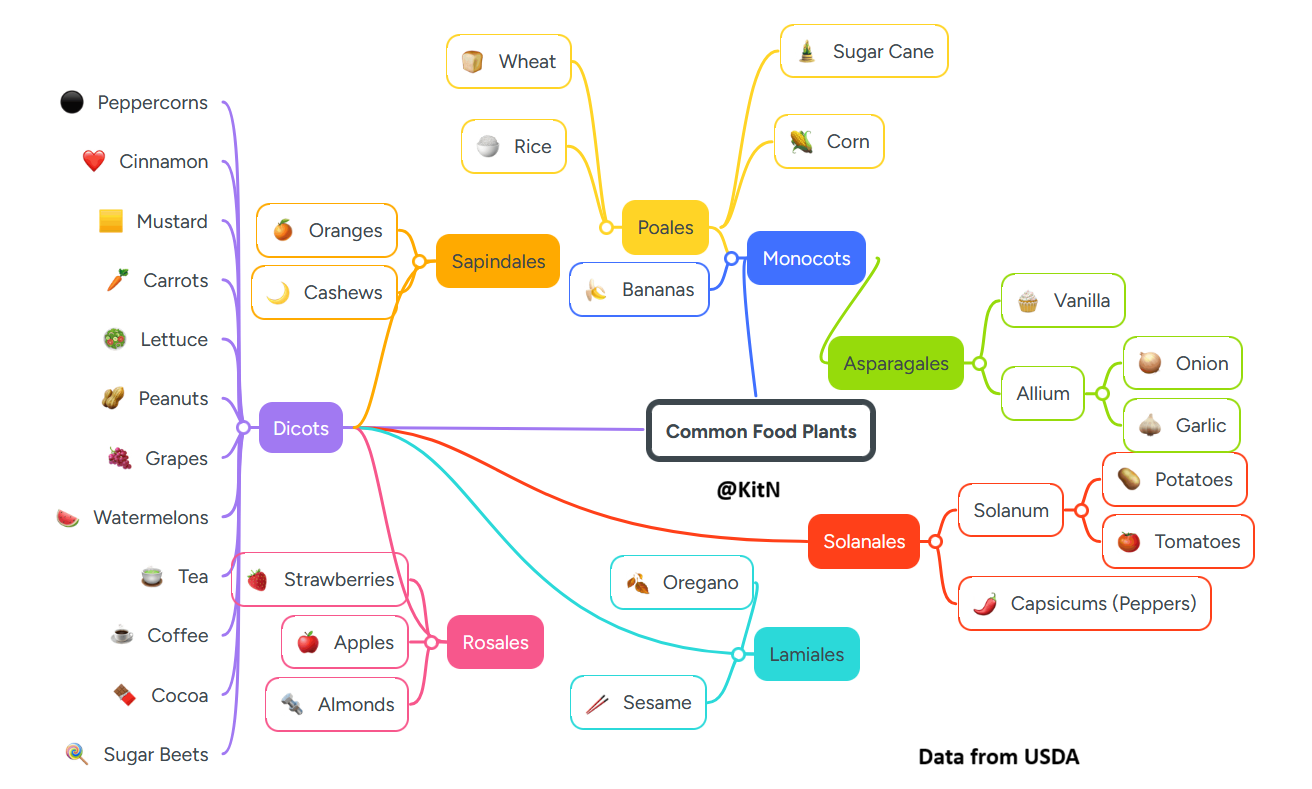 Common Food Plants
@KitN
Monocots
Poales
Wheat
Rice
Sugar Cane
Corn
Bananas
Asparagales
Vanilla
Allium
Onion
Garlic
Dicots
Peppercorns
Cinnamon
Mustard
Carrots
Lettuce
Peanuts
Grapes
Watermelons
Tea
Coffee
Cocoa
Sugar Beets
Sapindales
Oranges
Cashews
Rosales
Strawberries
Apples
Almonds
Lamiales
Oregano
Sesame
Solanales
Solanum
Potatoes
Tomatoes
Capsicums (Peppers)
Data from USDA